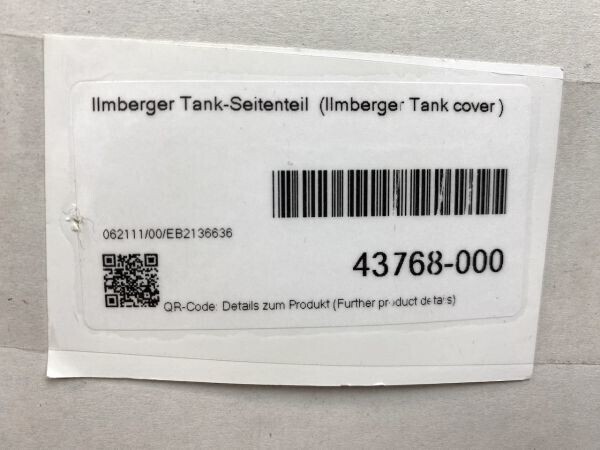 Ilmberger Tank-Seitenteil (Ilmberger Tank cover)
062111/00/EB2136636
43768-000
QR-Code: Details zum Produkt (Further product details)